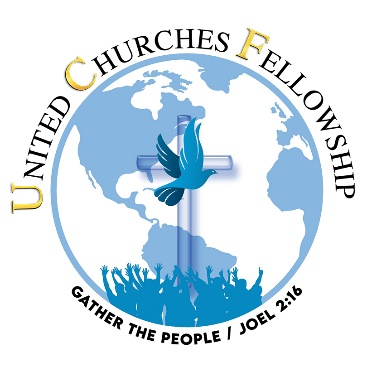 United Churches Fellowship
GATHER THE PEOPLE / JOEL 2:16